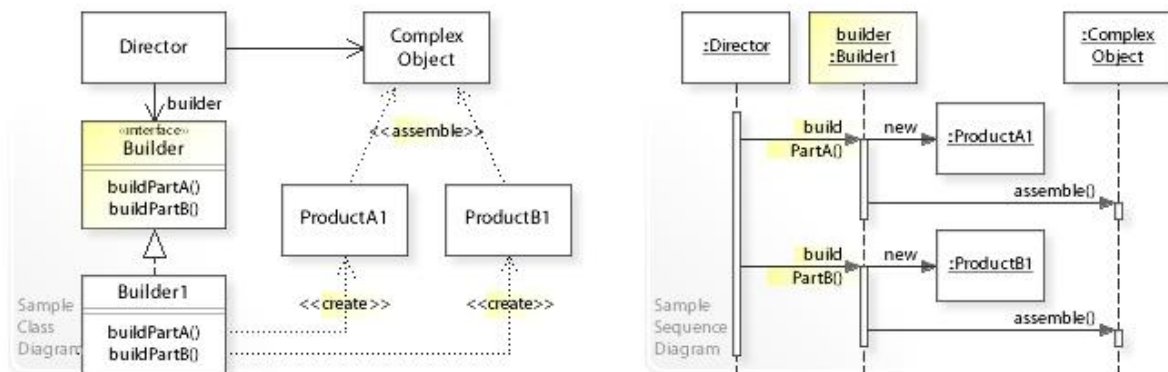 Director
Complex
Object
builder
«interface»
Builder
buildPartA()
buildPartB()
<<assemble>>
ProductA1
ProductB1
Builder1
buildPartA()
buildPartB()
<<create>>
<<create>>
Sample
Class
Diagram
:Director
builder
:Builder1
:Complex
Object
build
PartA()
new
:ProductA1
assemble()
build
PartB()
new
:ProductB1
assemble()
Sample
Sequence
Diagram